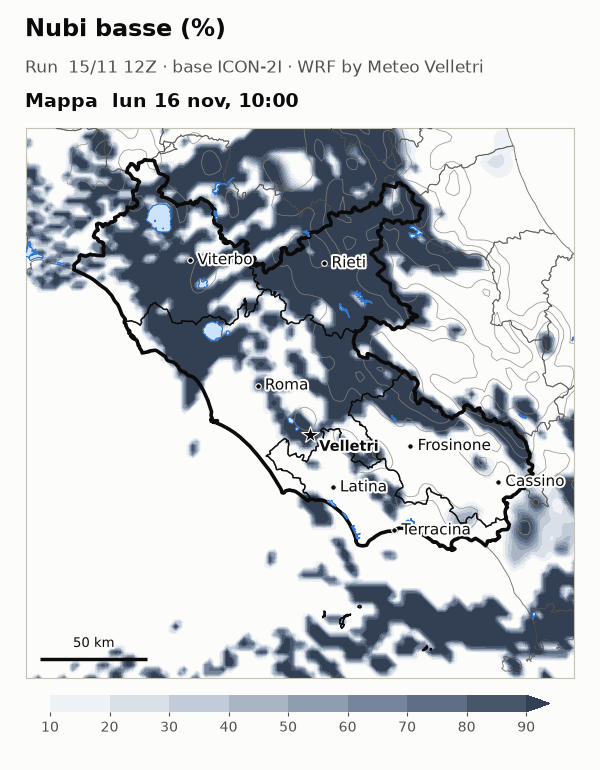 Nubi basse (%)
Run 15/11 12Z · base ICON-2I · WRF by Meteo Velletri
Mappa lun 16 nov, 10:00
Viterbo
Rieti
Roma
Velletri
Frosinone
Latina
Cassino
Terracina
50 km
10 20 30 40 50 60 70 80 90